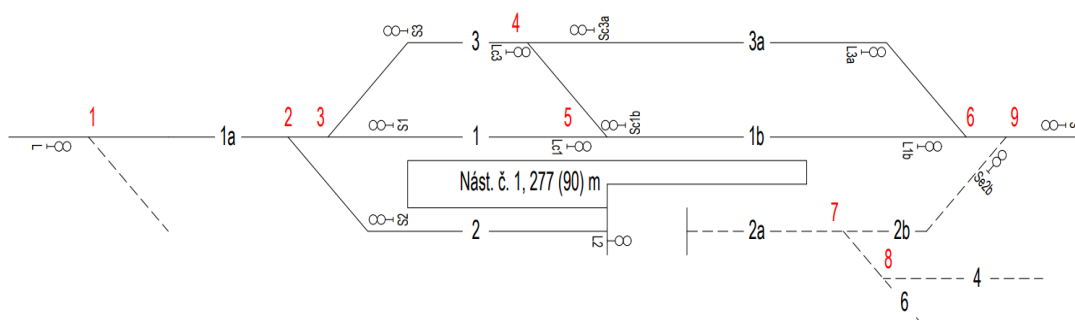 S3
3
4
Sc3a
3a
Lc3
L3a
1
2
3
S1
5
Sc1b
6
9
S
1a
1
1b
L
Lc1
L1b
Se2b
Nást. č. 1, 277 (90) m
S2
7
2
L2
2a
2b
8
4
6